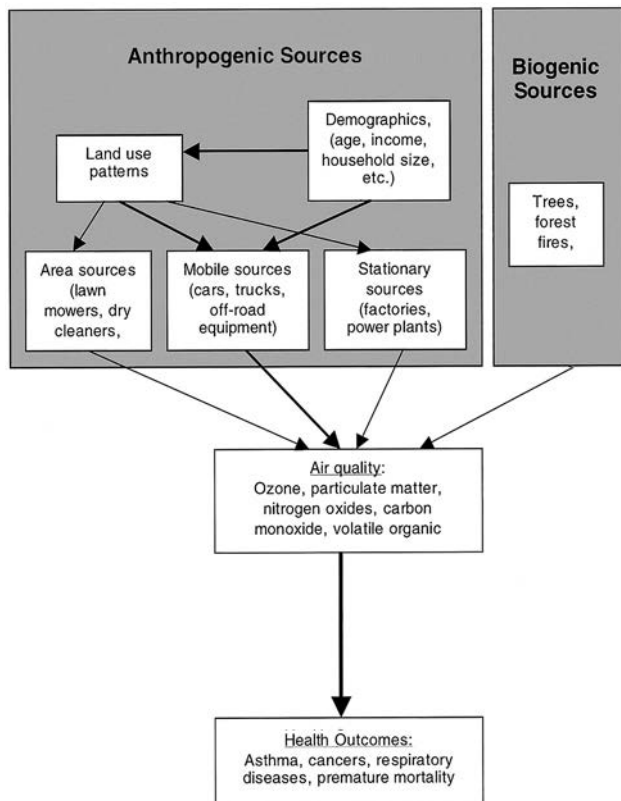 Anthropogenic Sources
Biogenic
Sources
Demographics,
(age, income,
household size,
etc.)
Land use
patterns
Trees,
forest
fires,
Area sources
(lawn
mowers, dry
cleaners,
Mobile sources
(cars, trucks,
off-road
equipment)
Stationary
sources
(factories,
power plants)
Air quality:
Ozone, particulate matter,
nitrogen oxides, carbon
monoxide, volatile organic
Health Outcomes:
Asthma, cancers, respiratory
diseases, premature mortality